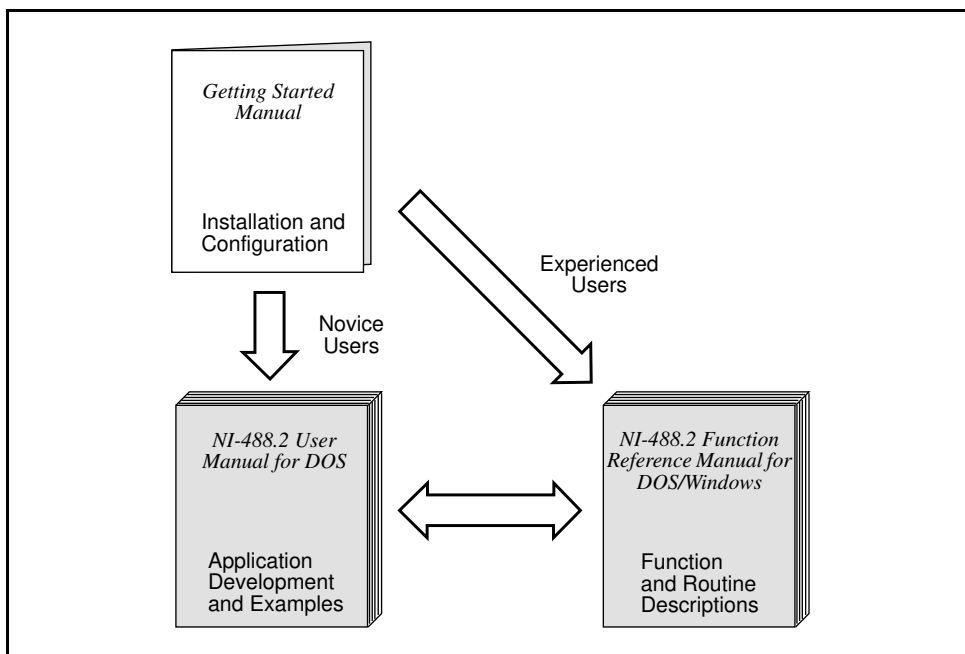 Getting Started
Manual
Installation and
Configuration
Experienced
Users
Novice
Users
NI-488.2 User
Manual for DOS
Application
Development
and Examples
NI-488.2 Function
Reference Manual for
DOS/Windows
Function
and Routine
Descriptions